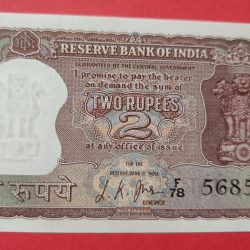 RESERVE BANK OF INDIA
GUARANTEED BY THE CENTRAL GOVERNMENT
I promise to pay the bearer
on demand the sum of
TWO RUPEES
2
at any office of issue
FOR THE
RESERVE BANK OF INDIA
रुपये
GOVERNOR
F
78
5685